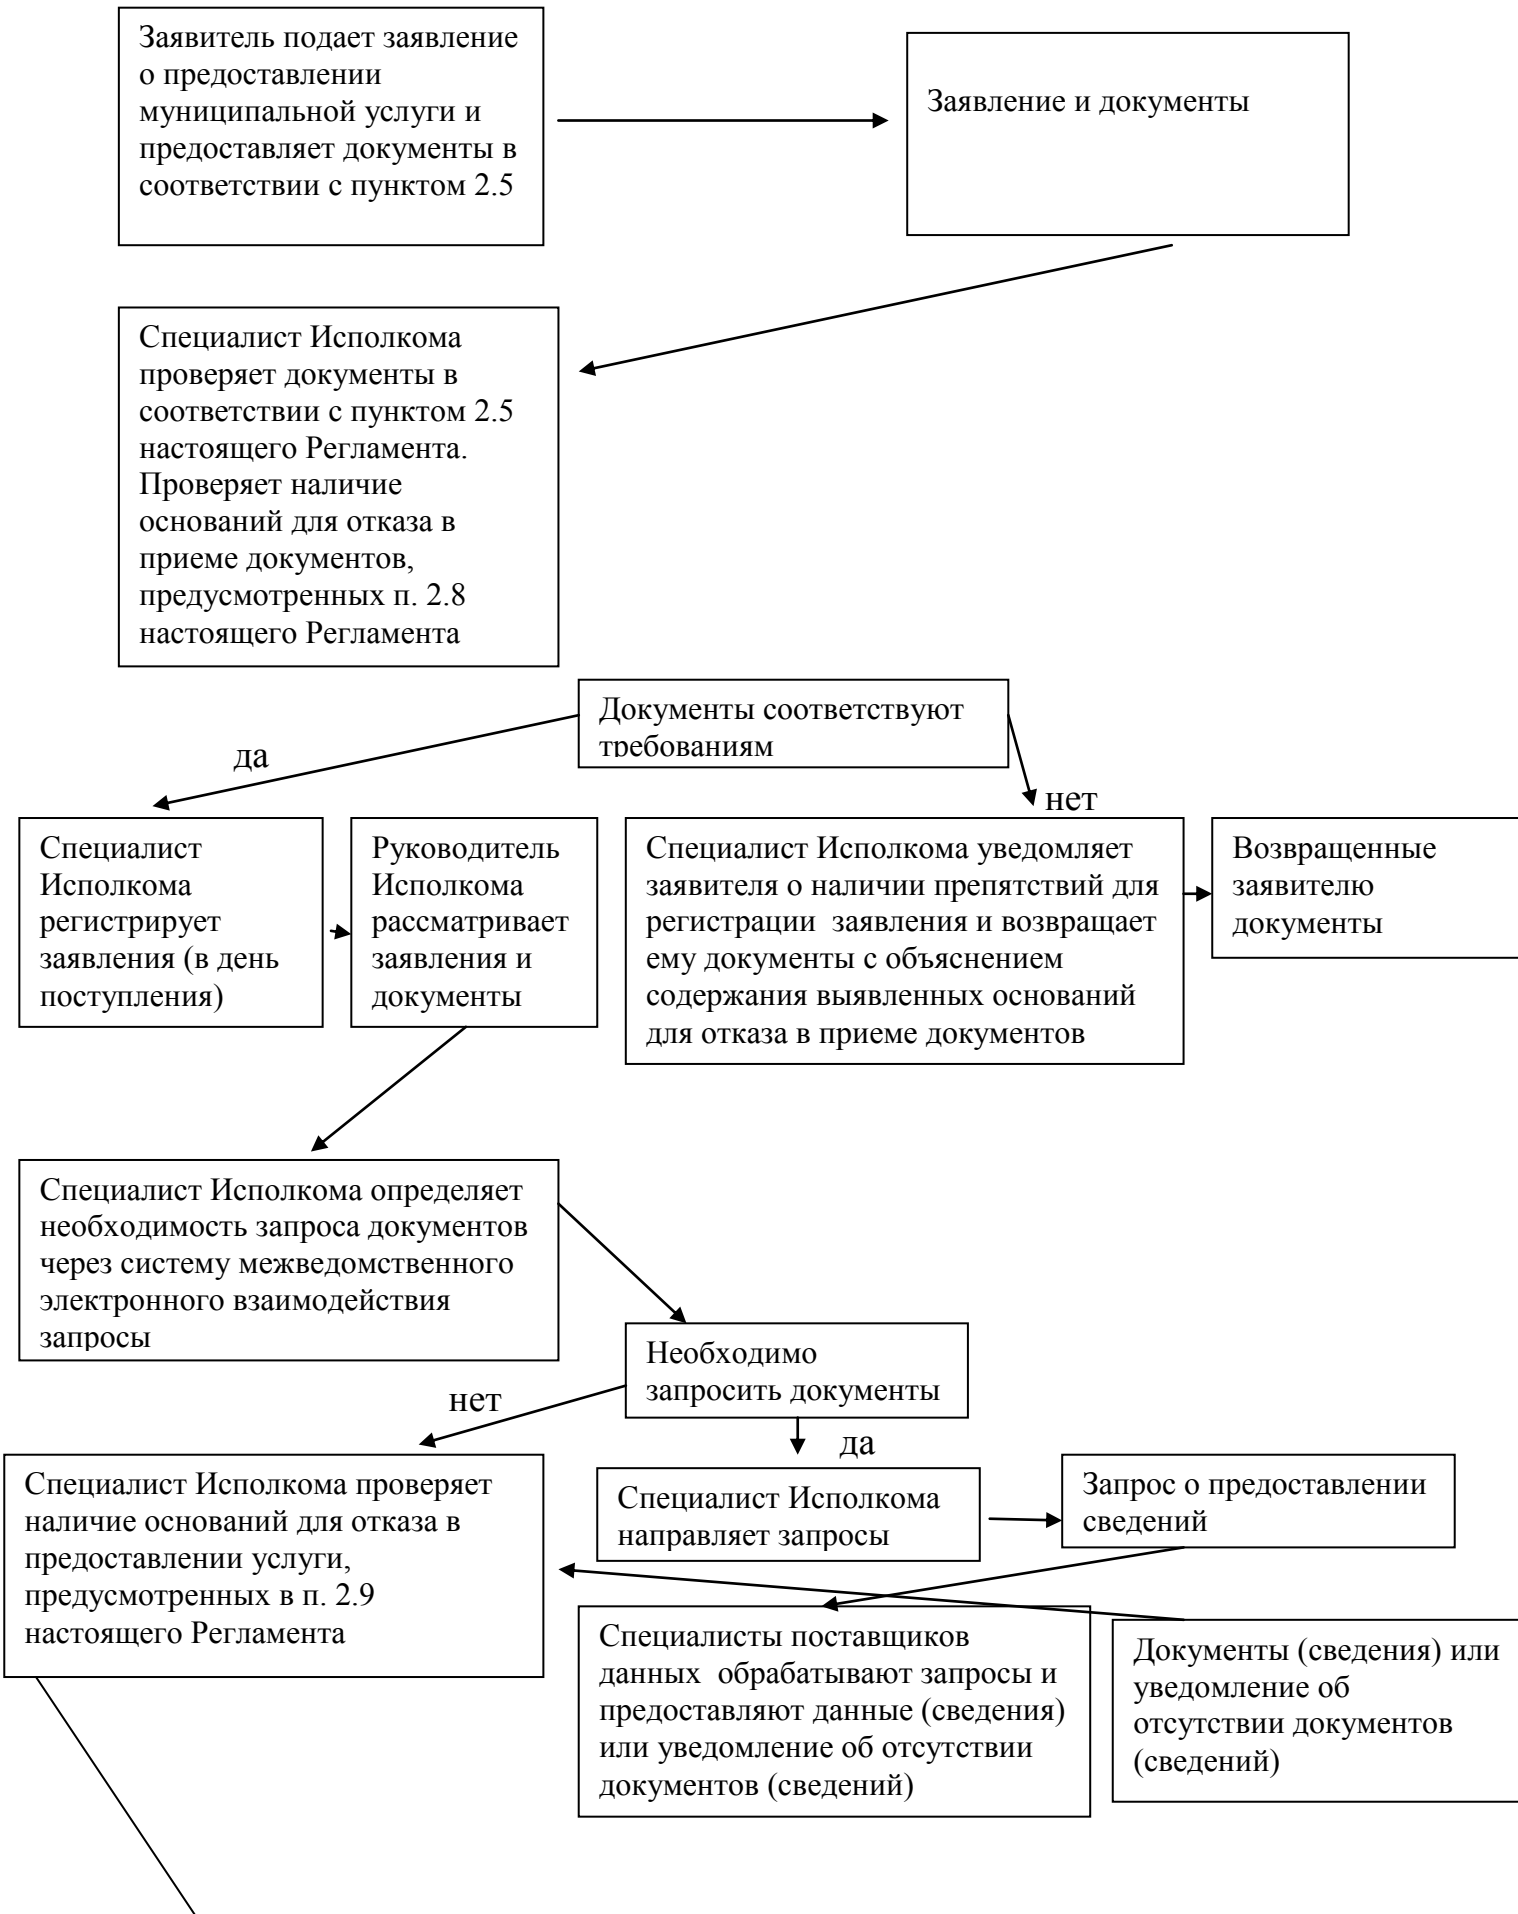 Заявитель подает заявление
о предоставлении
муниципальной услуги и
предоставляет документы в
соответствии с пунктом 2.5
Заявление и документы
Специалист Исполкома
проверяет документы в
соответствии с пунктом 2.5
настоящего Регламента.
Проверяет наличие
оснований для отказа в
приеме документов,
предусмотренных п. 2.8
настоящего Регламента
Документы соответствуют
требованиям
да
нет
Специалист
Исполкома
регистрирует
заявления (в день
поступления)
Руководитель
Исполкома
рассматривает
заявления и
документы
Специалист Исполкома уведомляет
заявителя о наличии препятствий для
регистрации  заявления и возвращает
ему документы с объяснением
содержания выявленных оснований
для отказа в приеме документов
Возвращенные
заявителю
документы
Специалист Исполкома определяет
необходимость запроса документов
через систему межведомственного
электронного взаимодействия
запросы
Необходимо
запросить документы
нет
да
Специалист Исполкома проверяет
наличие оснований для отказа в
предоставлении услуги,
предусмотренных в п. 2.9
настоящего Регламента
Специалист Исполкома
направляет запросы
Запрос о предоставлении
сведений
Специалисты поставщиков
данных  обрабатывают запросы и
предоставляют данные (сведения)
или уведомление об отсутствии
документов (сведений)
Документы (сведения) или
уведомление об
отсутствии документов
(сведений)